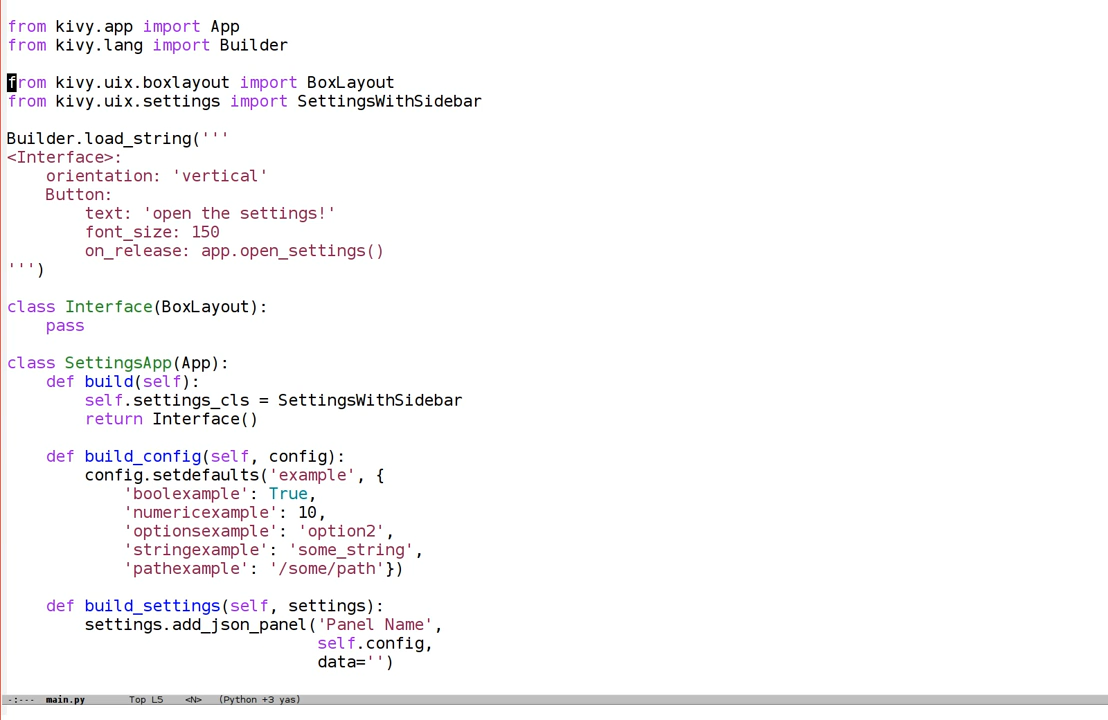 from kivy.app import App
from kivy.lang import Builder

from kivy.uix.boxlayout import BoxLayout
from kivy.uix.settings import SettingsWithSidebar

Builder.load_string('''
<Interface>:
    orientation: 'vertical'
    Button:
        text: 'open the settings!'
        font_size: 150
        on_release: app.open_settings()
''')

class Interface(BoxLayout):
    pass

class SettingsApp(App):
    def build(self):
        self.settings_cls = SettingsWithSidebar
        return Interface()

    def build_config(self, config):
        config.setdefaults('example', {
            'boolexample': True,
            'numericexample': 10,
            'optionsexample': 'option2',
            'stringexample': 'some_string',
            'pathexample': '/some/path'})

    def build_settings(self, settings):
        settings.add_json_panel('Panel Name',
                                self.config,
                                data='')
-:--- main.py Top L5 <N> (Python +3 yas)